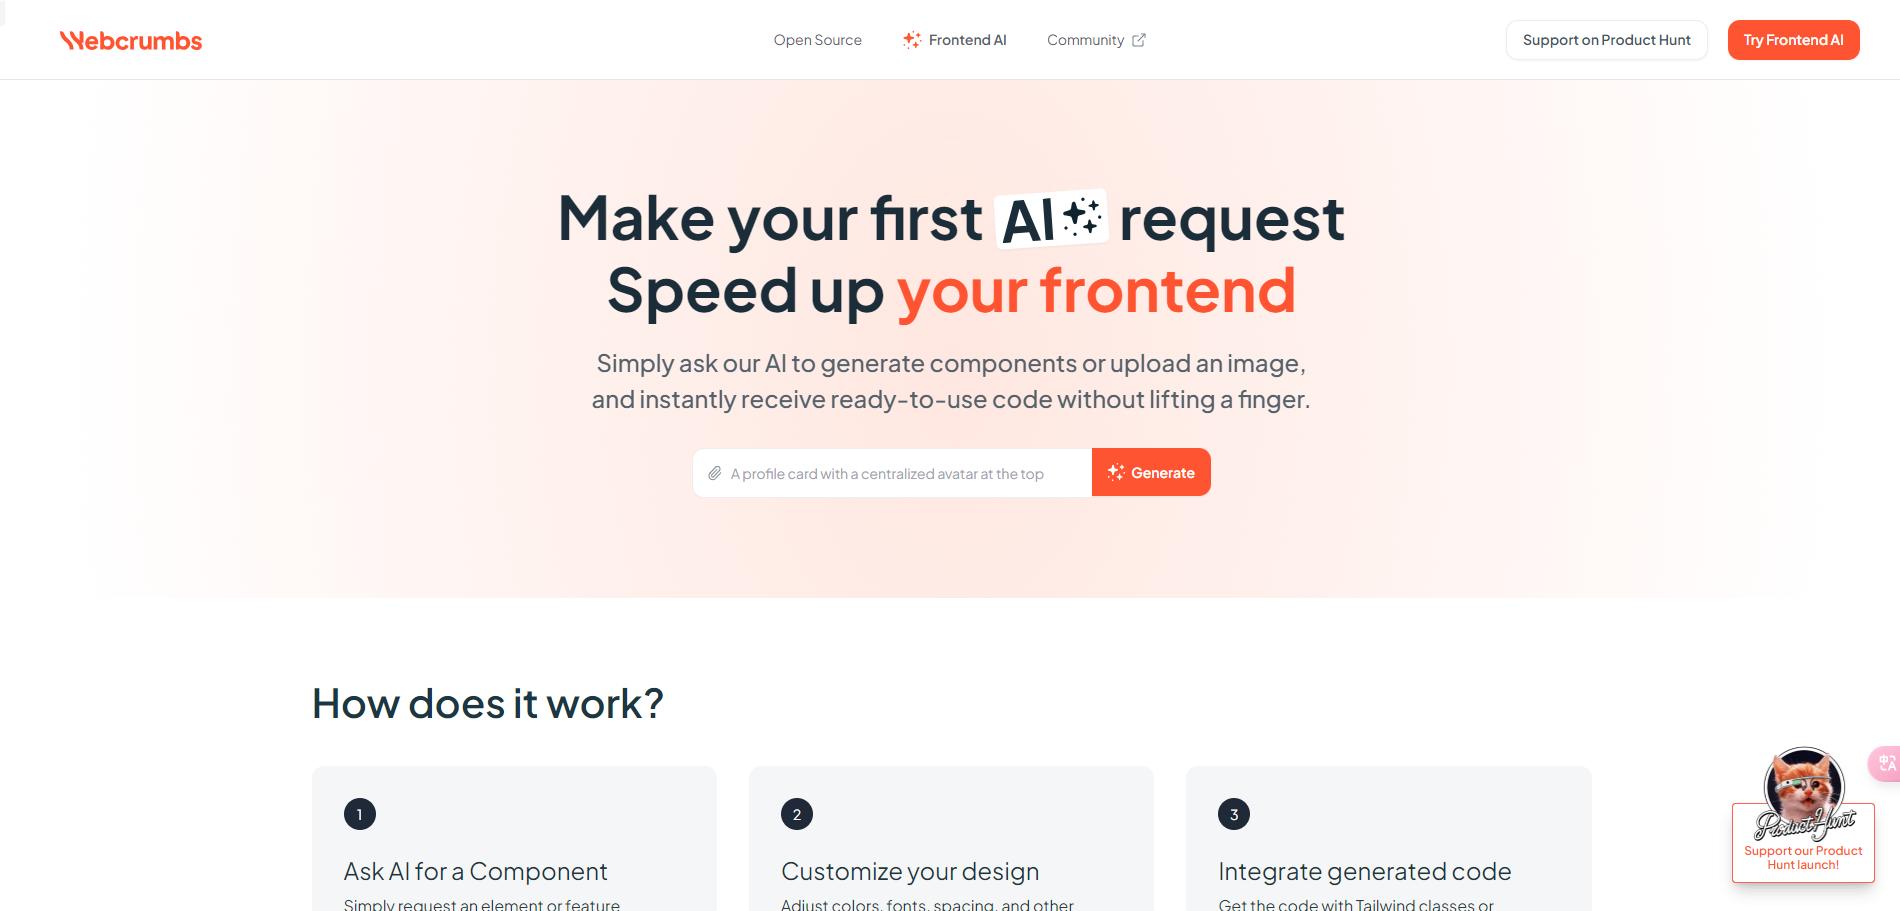 Webcrumbs
Open Source
Frontend AI
Community
Support on Product Hunt
Try Frontend AI
Make your first AI request
Speed up your frontend
Simply ask our AI to generate components or upload an image,
and instantly receive ready-to-use code without lifting a finger.
A profile card with a centralized avatar at the top
Generate
How does it work?
1
Ask AI for a Component
Simply request an element or feature
2
Customize your design
Adjust colors, fonts, spacing, and other
3
Integrate generated code
Get the code with Tailwind classes or
Product Hunt
Support our Product
Hunt launch!
中A